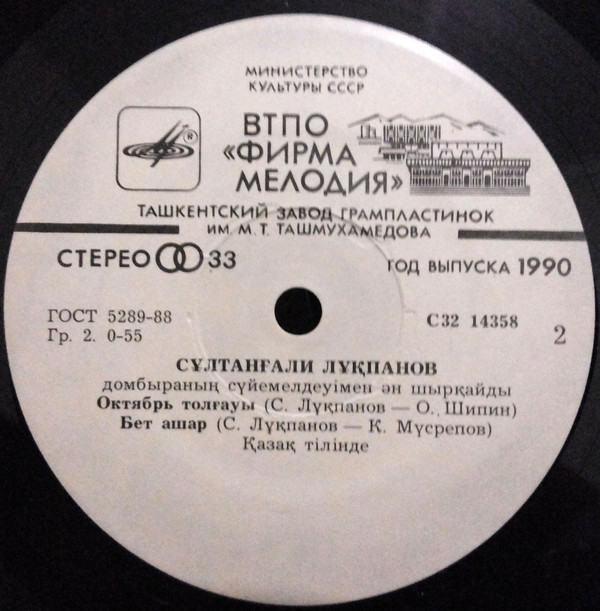 МИНИСТЕРСТВО
КУЛЬТУРЫ СССР
®
ВТПО
«ФИРМА
МЕЛОДИЯ»
ТАШКЕНТСКИЙ ЗАВОД ГРАМПЛАСТИНОК
ИМ. М. Т. ТАШМУХАМЕДОВА
СТЕРЕО 33
ГОД ВЫПУСКА 1990
ГОСТ 5289-88
Гр. 2. 0-55
С32 14358
2
СҰЛТАНҒАЛИ ЛҰҚПАНОВ
домбыраның сүйемелдеуімен ән шырқайды
Октябрь толғауы (С. Лұқпанов — О. Шипин)
Бет ашар (С. Лұқпанов — Қ. Мүсрепов)
Қазақ тілінде